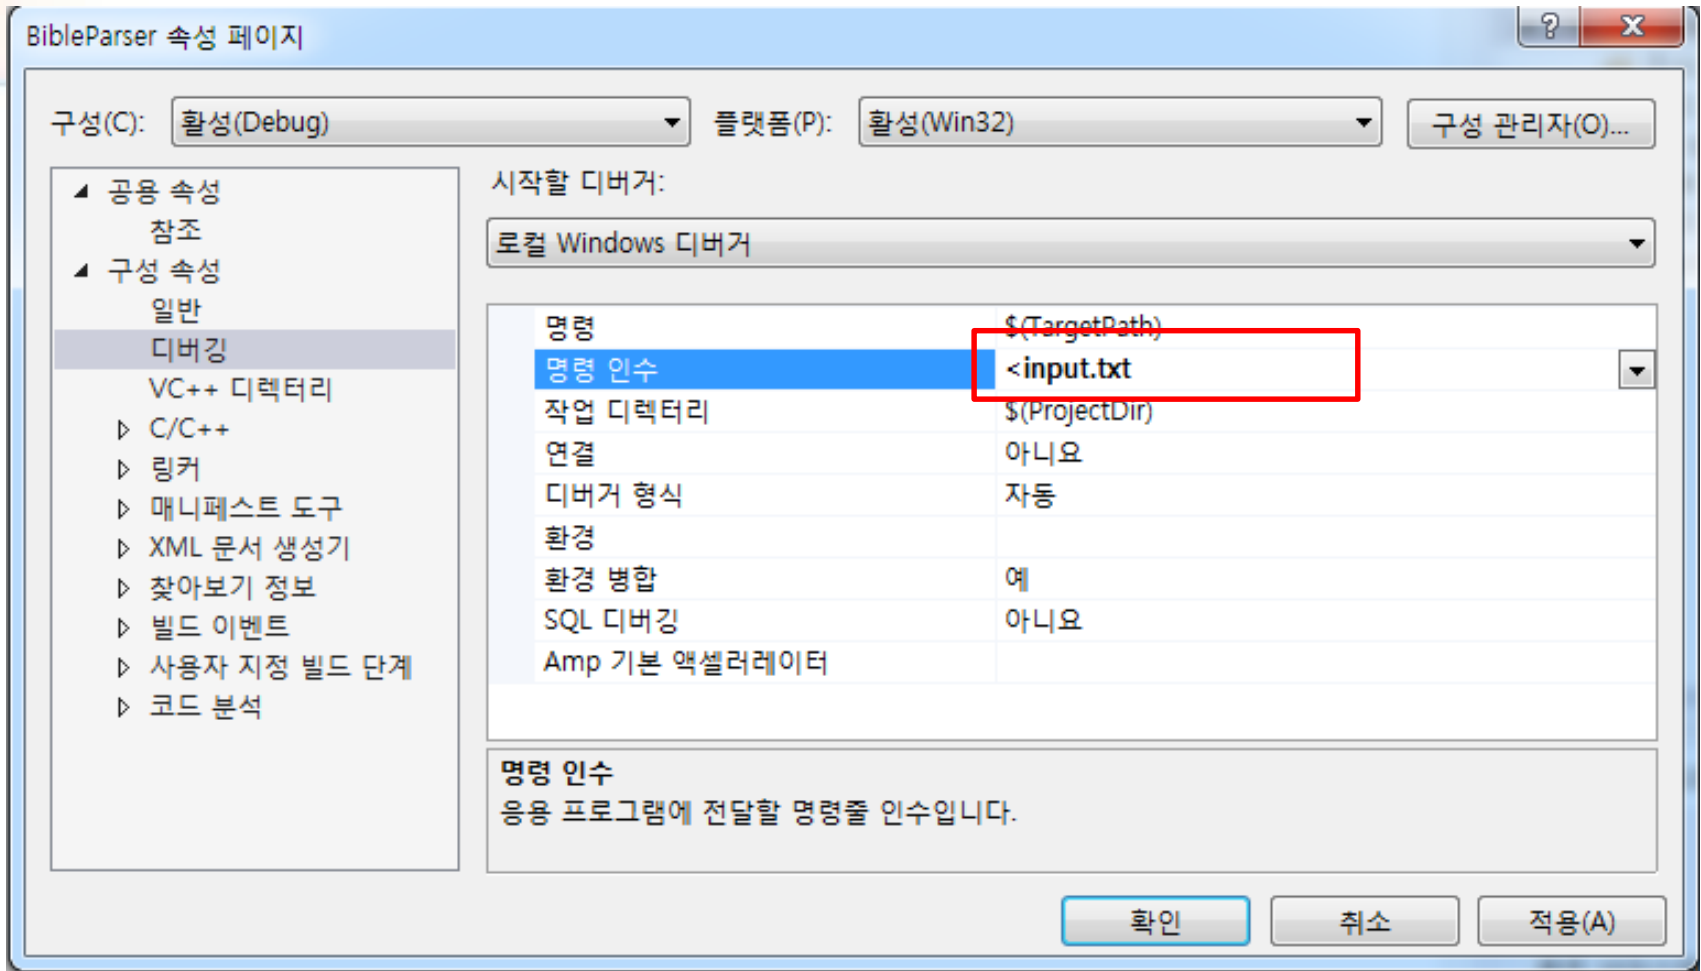 BibleParser 속성 페이지
?
구성(C): 활성(Debug) 플랫폼(P): 활성(Win32) 구성 관리자(O)...
공용 속성
참조
구성 속성
일반
디버깅
VC++ 디렉터리
C/C++
링커
매니페스트 도구
XML 문서 생성기
찾아보기 정보
빌드 이벤트
사용자 지정 빌드 단계
코드 분석
시작할 디버거:
로컬 Windows 디버거
명령 $(TargetPath)
명령 인수 <input.txt
작업 디렉터리 $(ProjectDir)
연결 아니요
디버거 형식 자동
환경
환경 병합 예
SQL 디버깅 아니요
Amp 기본 액셀러레이터
명령 인수
응용 프로그램에 전달할 명령줄 인수입니다.
확인 취소 적용(A)